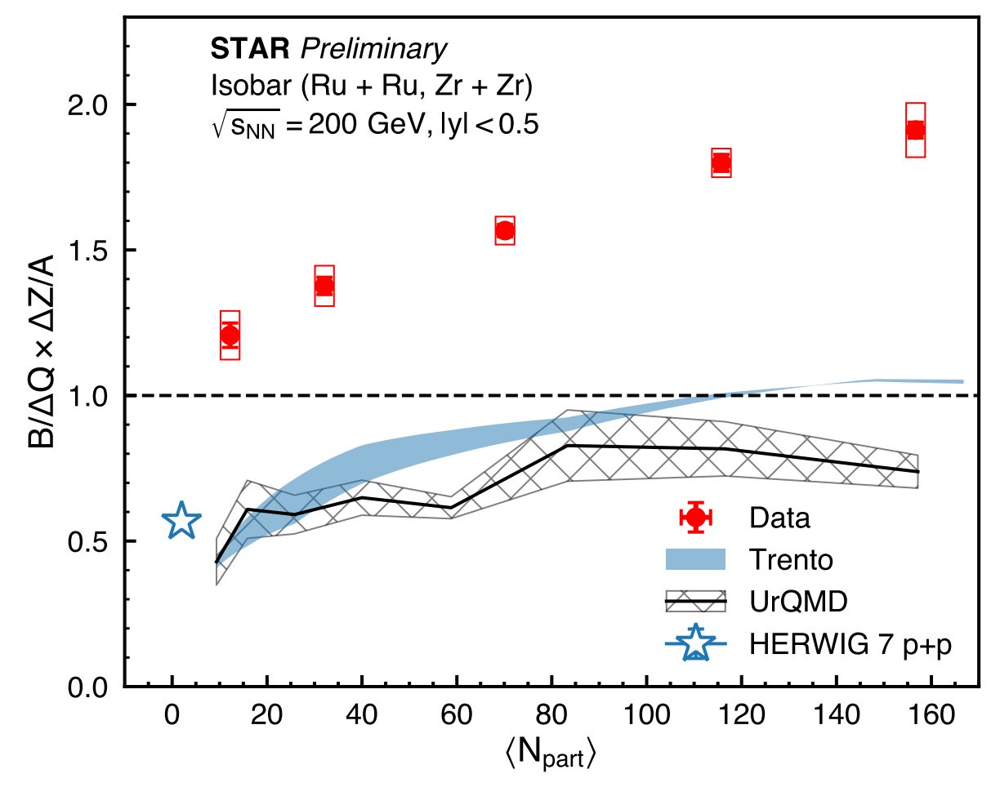 STAR Preliminary
Isobar (Ru + Ru, Zr + Zr)
√sNN = 200 GeV, |y| < 0.5
B/ΔQ × ΔZ/A
2.0
1.5
1.0
0.5
0.0
Data
Trento
UrQMD
HERWIG 7 p+p
0 20 40 60 80 100 120 140 160
⟨Npart⟩